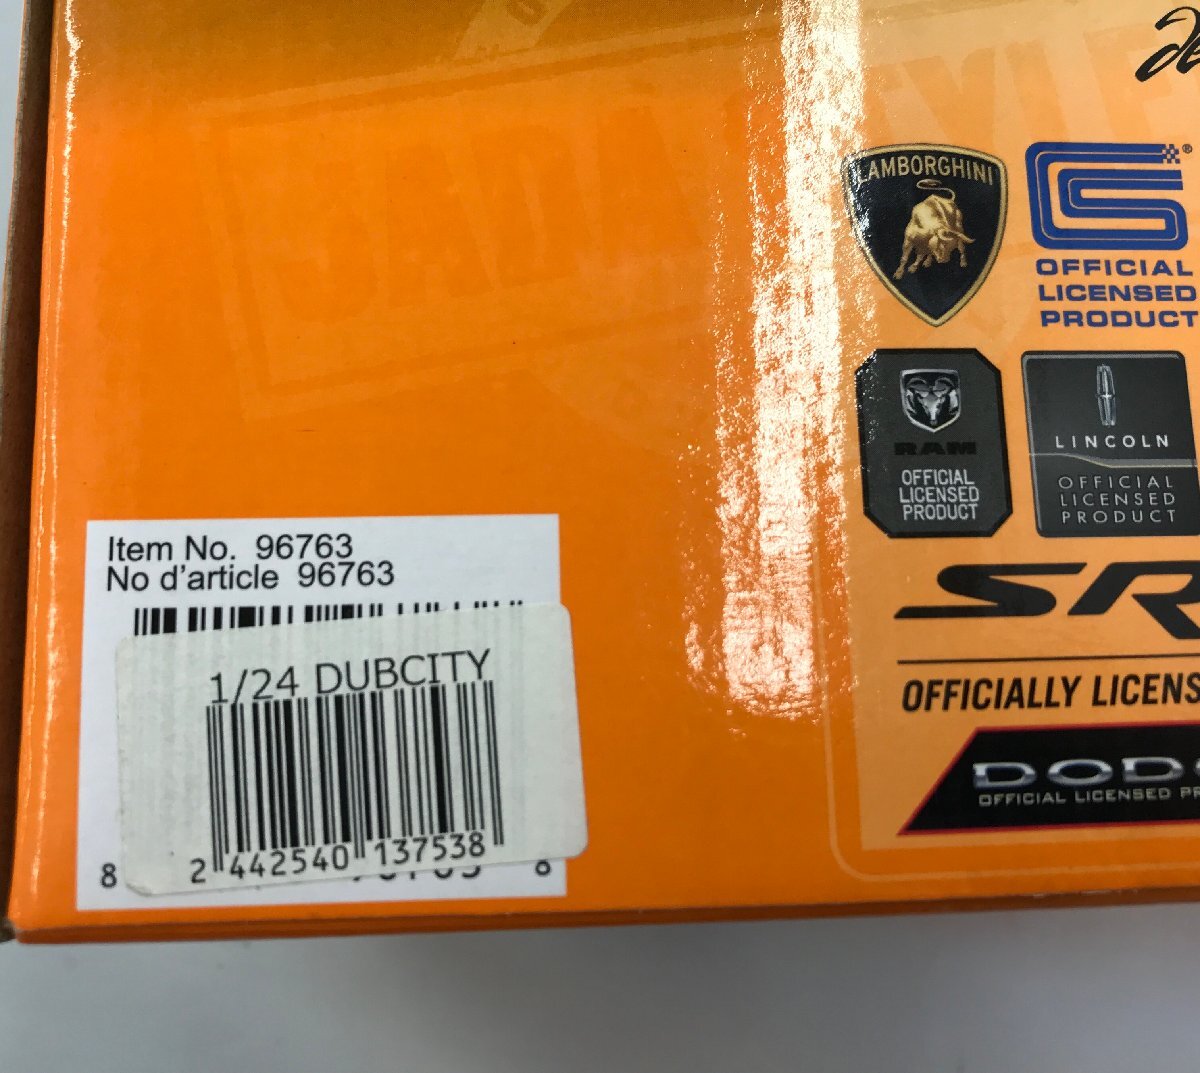 LAMBORGHINI
®
OFFICIAL
LICENSED
PRODUCT
RAM
OFFICIAL
LICENSED
PRODUCT
LINCOLN
OFFICIAL
LICENSED
PRODUCT
OFFICIALLY
OFFICIAL LICENSED
Item No. 96763
No d'article 96763
1/24 DUBCITY
2 442540 137538
8 8